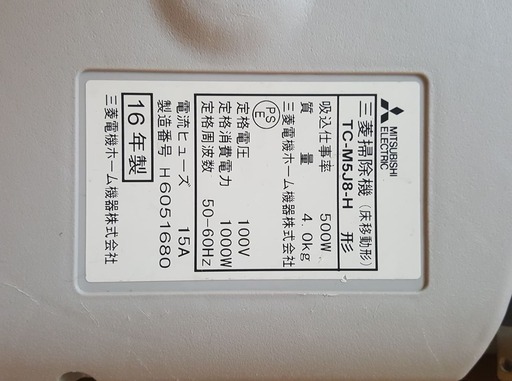 MITSUBISHI
ELECTRIC
三菱掃除機(床移動形)
TC-M5J8-H 形
吸込仕事率 500W
質量 4.0kg
PS
E
三菱電機ホーム機器株式会社
定格電圧 100V
定格消費電力 1000W
定格周波数 50-60Hz
電流ヒューズ 15A
製造番号 H6051680
16年製
三菱電機ホーム機器株式会社